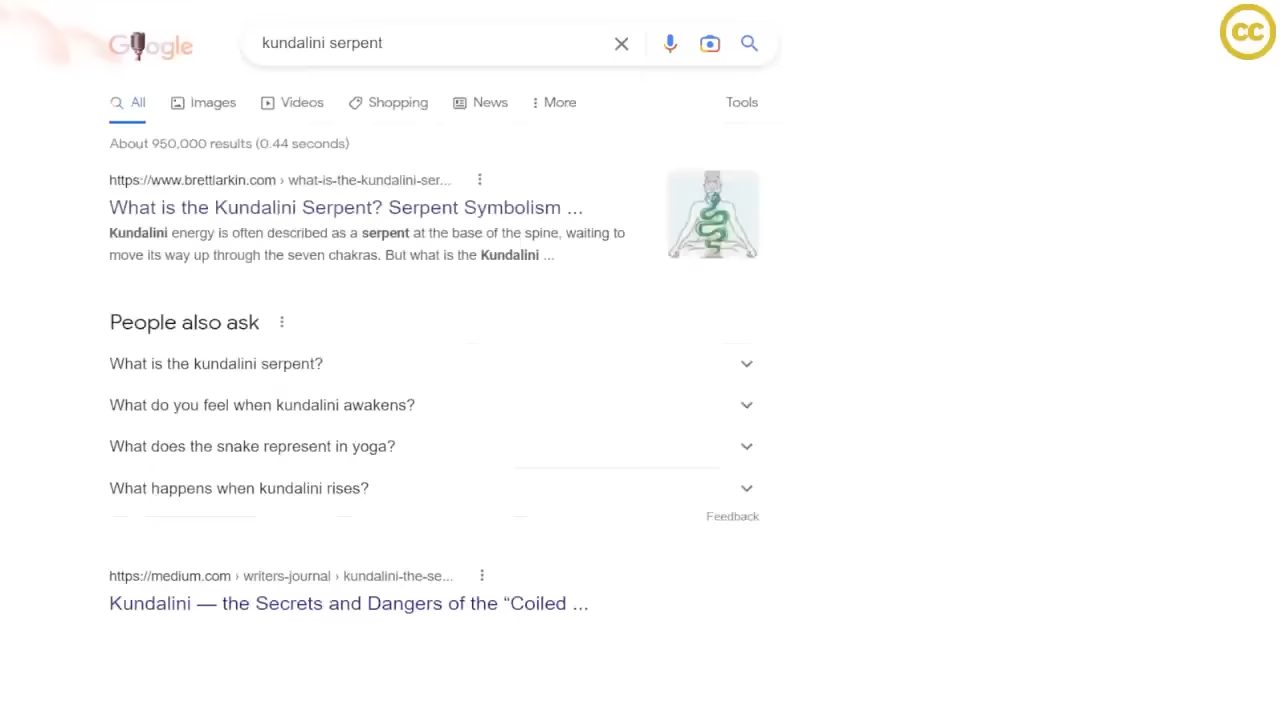 Google
kundalini serpent
All Images Videos Shopping News More Tools
About 950,000 results (0.44 seconds)
https://www.brettlarkin.com › what-is-the-kundalini-ser...
What is the Kundalini Serpent? Serpent Symbolism ...
Kundalini energy is often described as a serpent at the base of the spine, waiting to
move its way up through the seven chakras. But what is the Kundalini ...
People also ask
What is the kundalini serpent?
What do you feel when kundalini awakens?
What does the snake represent in yoga?
What happens when kundalini rises?
Feedback
https://medium.com › writers-journal › kundalini-the-se...
Kundalini — the Secrets and Dangers of the “Coiled ...
CC